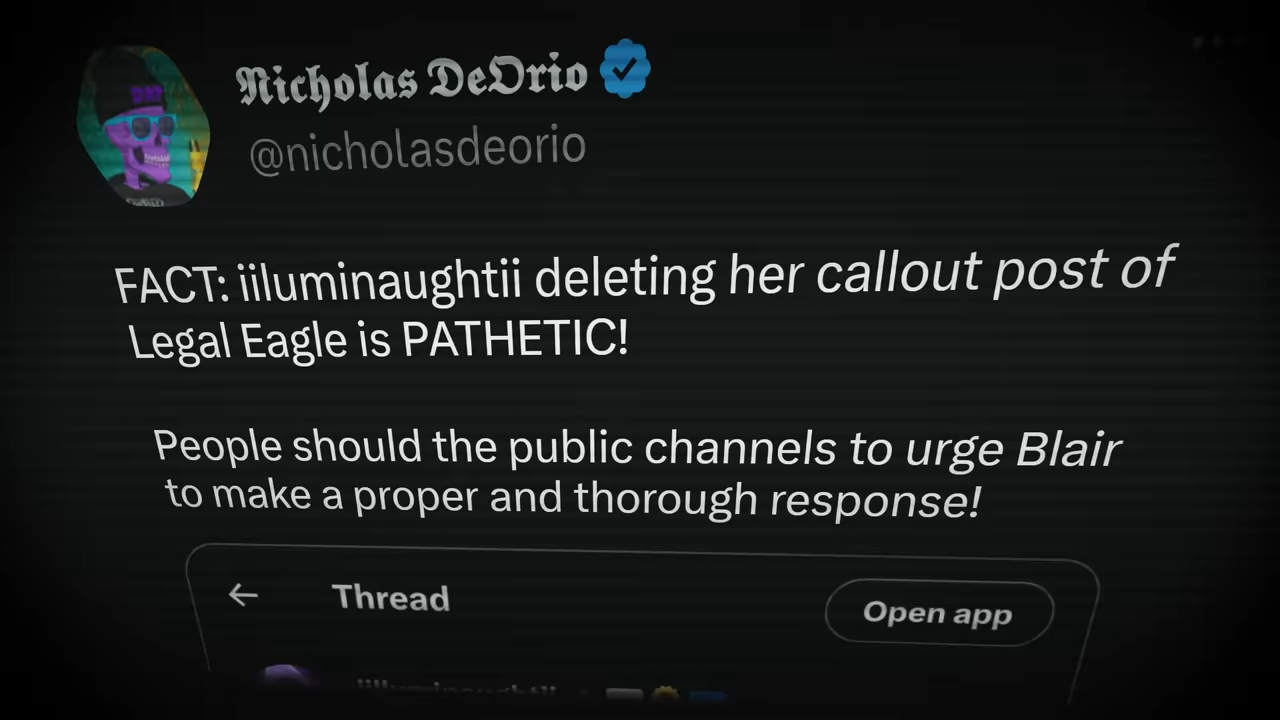 Nicholas DeOrio
@nicholasdeorio
FACT: iiluminaughtii deleting her callout post of
Legal Eagle is PATHETIC!
People should the public channels to urge Blair
to make a proper and thorough response!
Thread
Open app